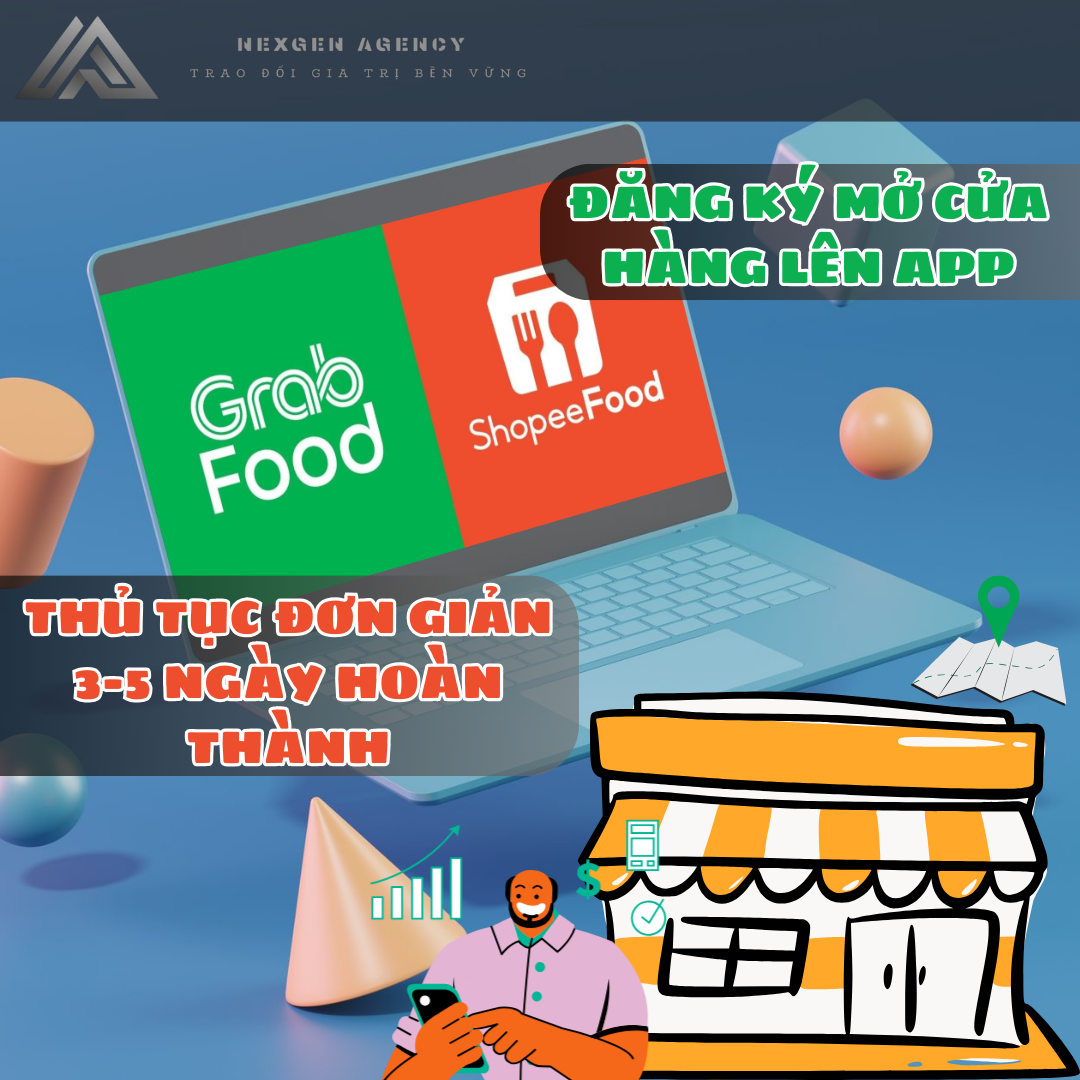 NEXGEN AGENCY
TRAO ĐỔI GIA TRỊ BỀN VỮNG
ĐĂNG KÝ MỞ CỬA
HÀNG LÊN APP
Grab
Food
ShopeeFood
THỦ TỤC ĐƠN GIẢN
3-5 NGÀY HOÀN
THÀNH
$